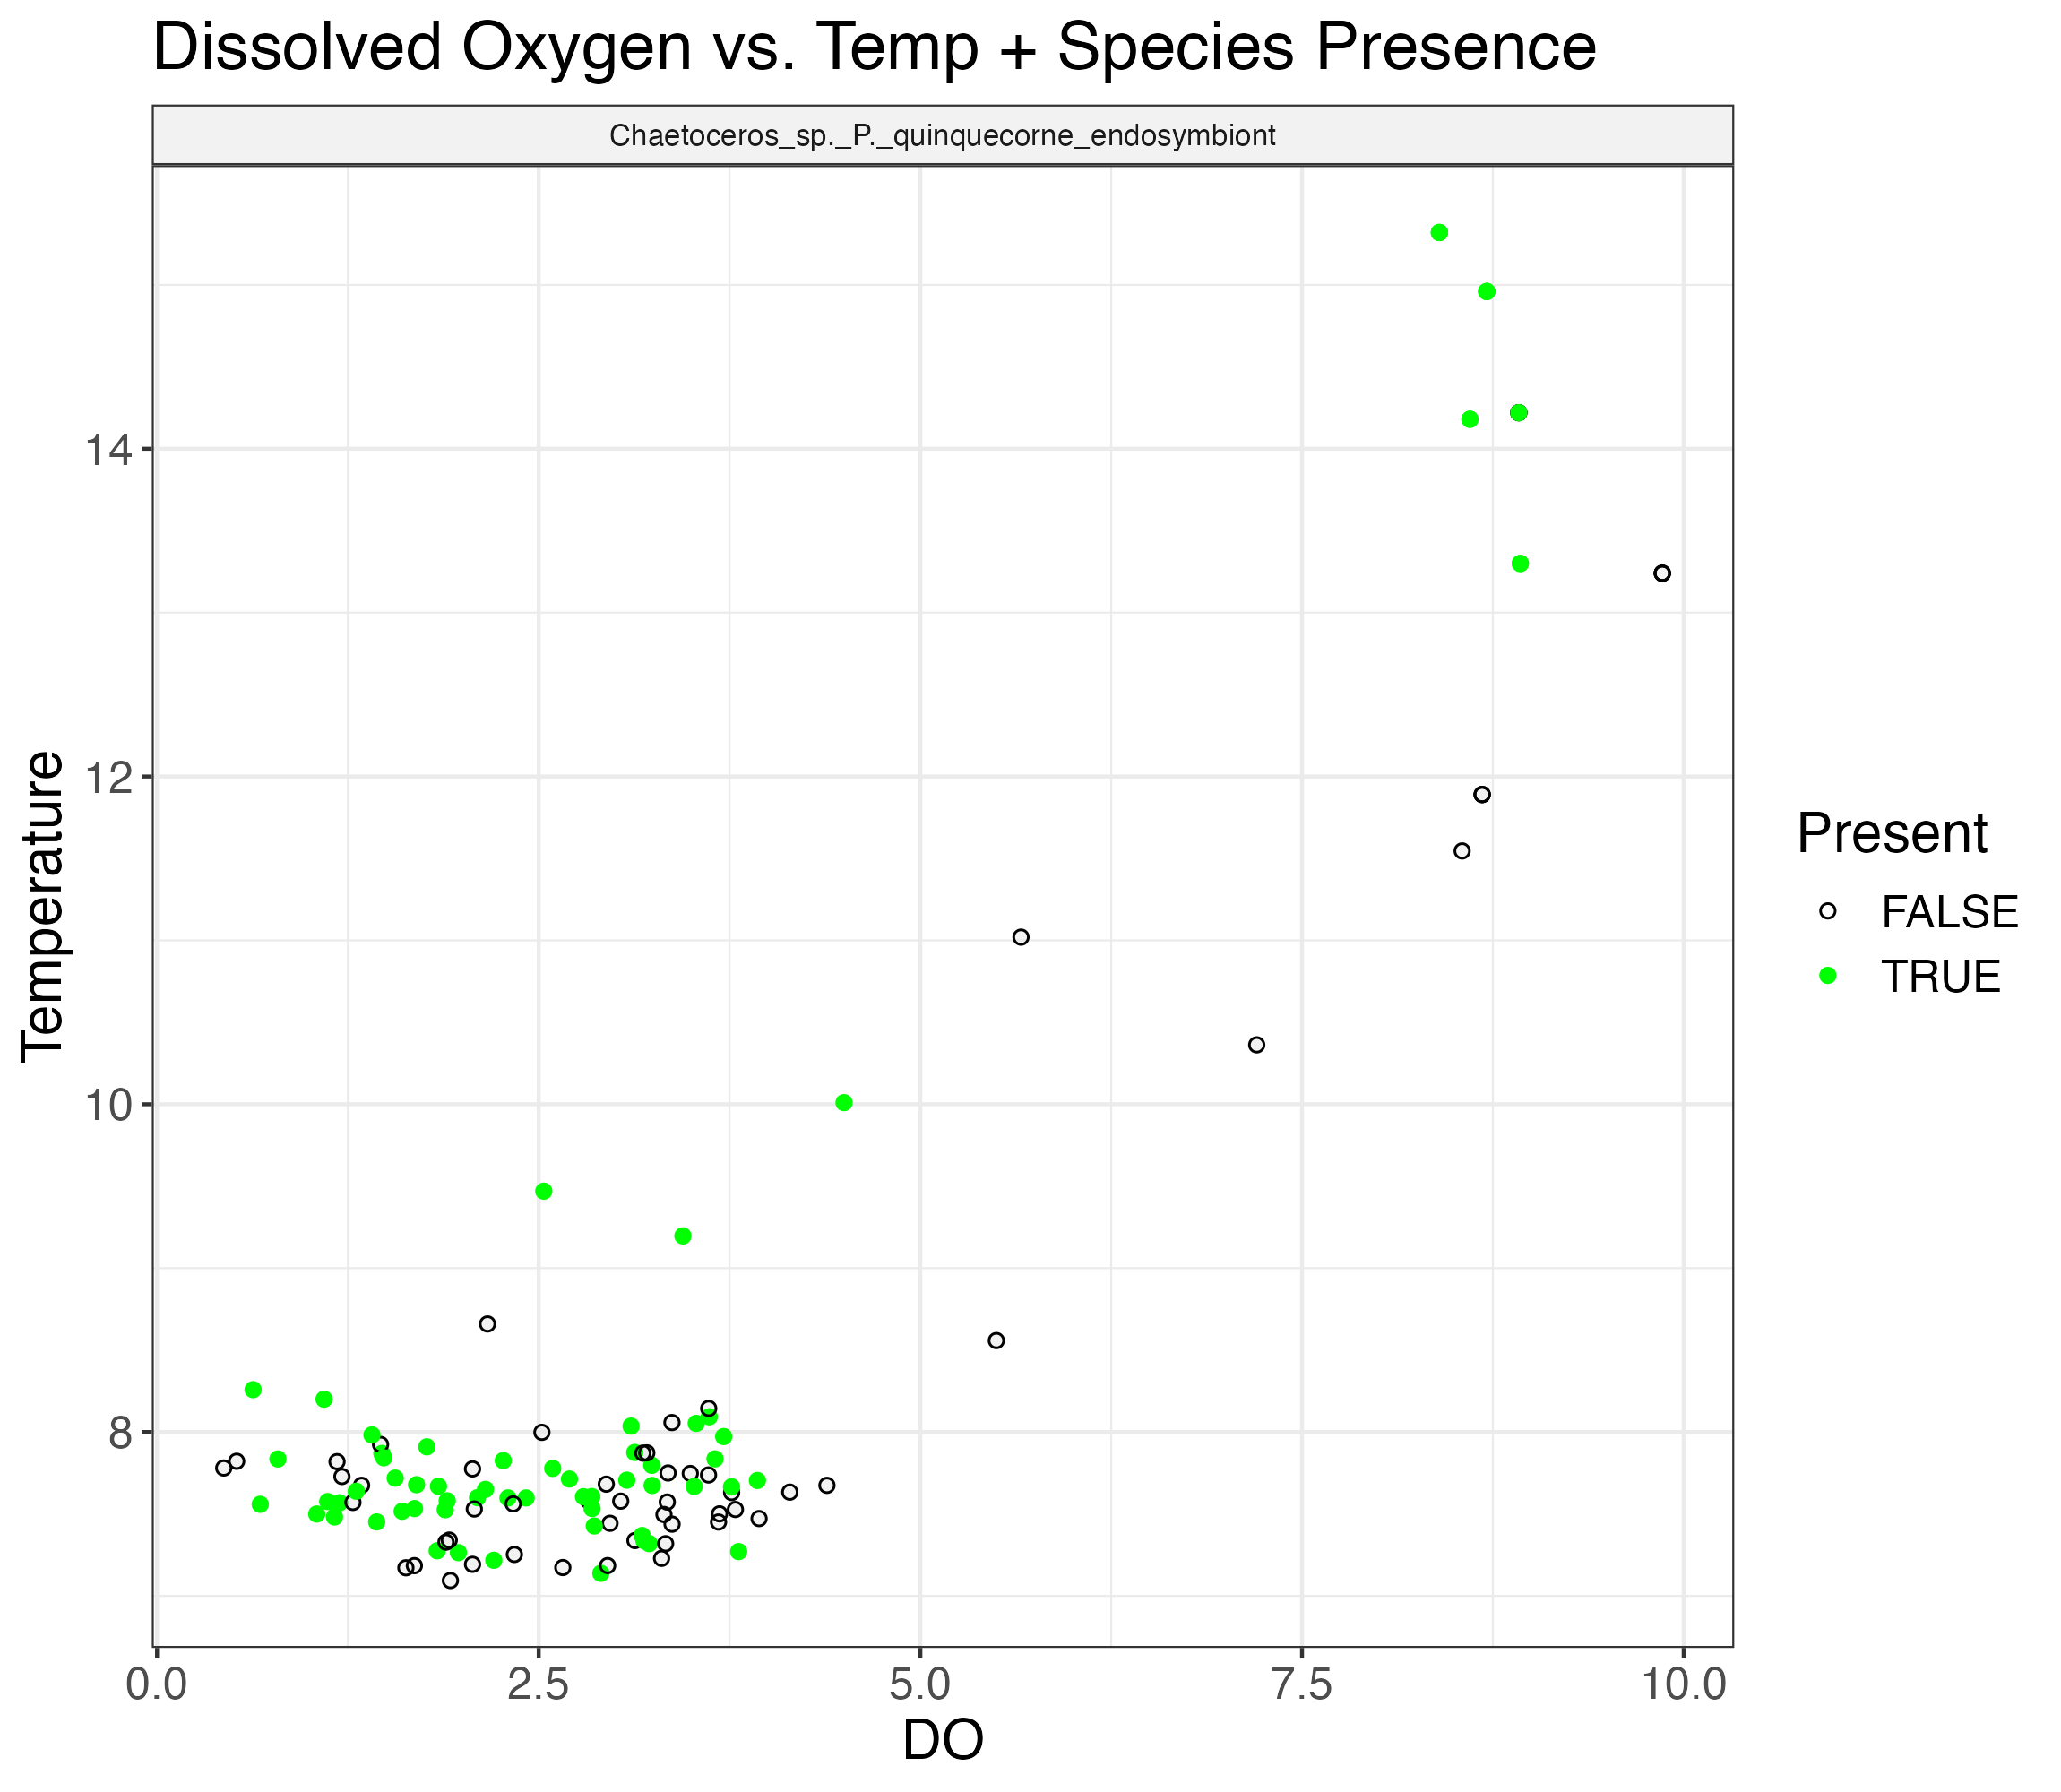 Dissolved Oxygen vs. Temp + Species Presence
Chaetoceros_sp._P._quinquecorne_endosymbiont
14
12
10
8
Temperature
0.0 2.5 5.0 7.5 10.0
DO
Present
FALSE
TRUE